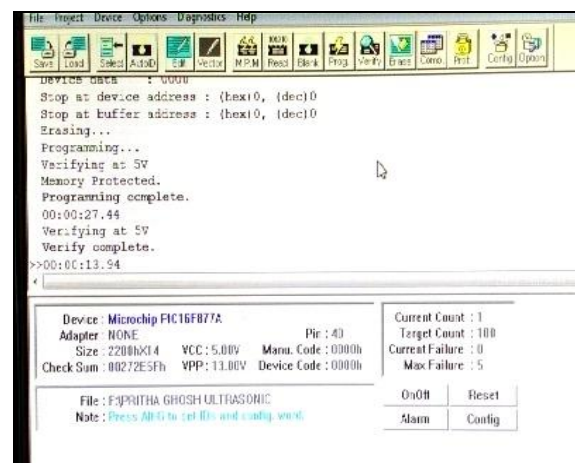 File Project Device Options Diagnostics Help
Save Load Select AutoID Edit Vector M.P.M Read Blank Prog. Verify Erase Comp. Prot. Config Option
Device data : 0000
Stop at device address : (hex)0, (dec)0
Stop at buffer address : (hex)0, (dec)0
Erasing...
Programming...
Verifying at 5V
Memory Protected.
Programming complete.
00:00:27.44
Verifying at 5V
Verify complete.
>>00:00:13.94
Device : Microchip PIC16F877A
Adapter : NONE Pin : 40
Size : 2200hX14 VCC : 5.00V Manu. Code : 0000h
Check Sum : 00272E5Fh VPP : 13.00V Device Code : 0000h
File : F:\PRITHA GHOSH ULTRASONIC
Note : Press Alt-G to set IDs and config. word.
Current Count : 1
Target Count : 100
Current Failure : 0
Max Failure : 5
On/Off Reset
Alarm Config